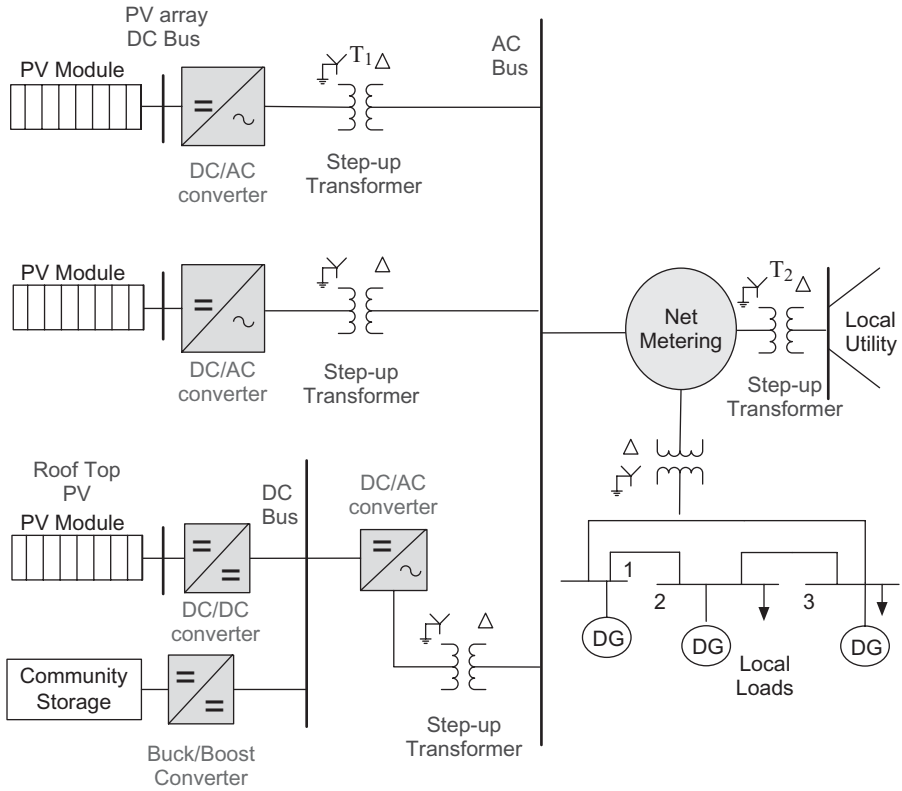 PV array
DC Bus
PV Module
T1 Δ
AC
Bus
DC/AC
converter
Step-up
Transformer
PV Module
Δ
DC/AC
converter
Step-up
Transformer
Net
Metering
T2 Δ
Local
Utility
Step-up
Transformer
Δ
Roof Top
PV
PV Module
DC
Bus
DC/AC
converter
DC/DC
converter
Δ
Community
Storage
Step-up
Transformer
Buck/Boost
Converter
1
2
3
DG
DG
DG
Local
Loads